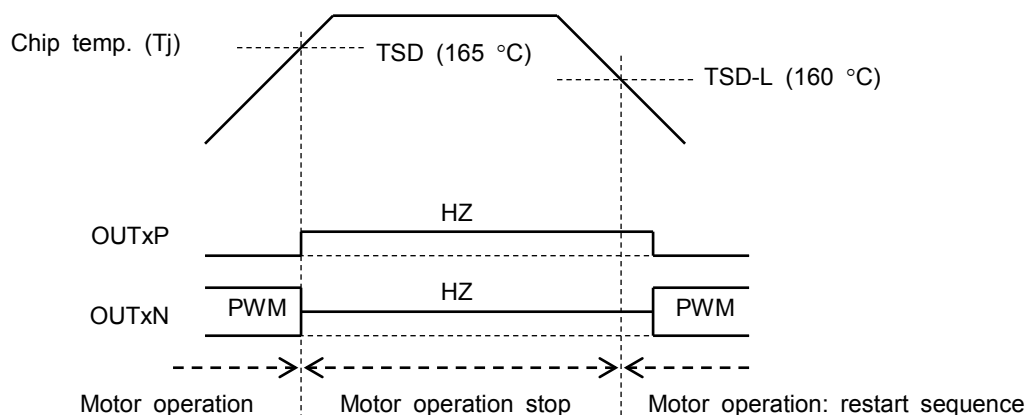 Chip temp. (Tj)
TSD (165 °C)
TSD-L (160 °C)
HZ
OUTxP
HZ
PWM
PWM
OUTxN
Motor operation
Motor operation stop
Motor operation: restart sequence